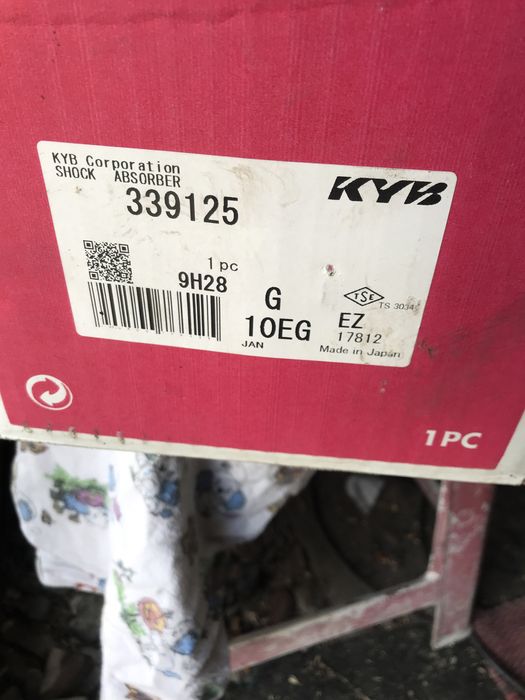 KYB Corporation
SHOCK ABSORBER
KYB
339125
1 pc
9H28
G
10EG
JAN
TSE
TS 3034
EZ
17812
Made in Japan
1PC